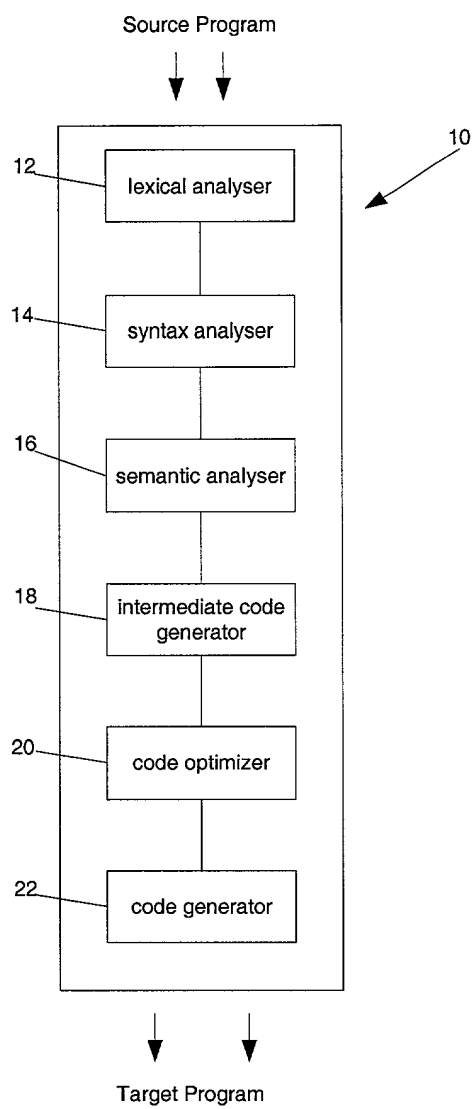 Source Program
10
12
lexical analyser
14
syntax analyser
16
semantic analyser
18
intermediate code
generator
20
code optimizer
22
code generator
Target Program